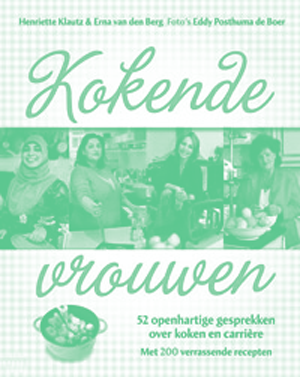 Henriette Klautz & Erna van den Berg Foto's Eddy Posthuma de Boer
Kokende
vrouwen
52 openhartige gesprekken
over koken en carrière
Met 200 verrassende recepten